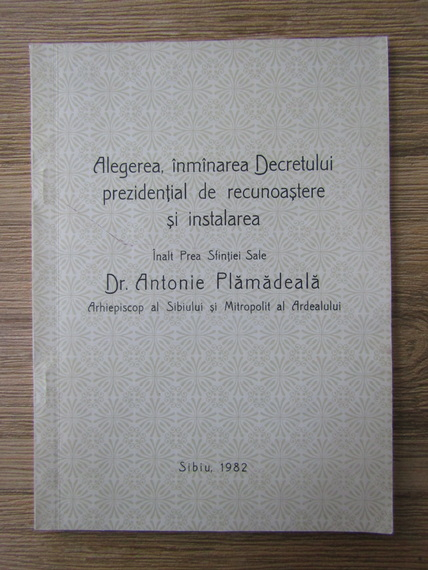 Alegerea, înmînarea Decretului
prezidențial de recunoaștere
și instalarea
Înalt Prea Sfinției Sale
Dr. Antonie Plămădeală
Arhiepiscop al Sibiului și Mitropolit al Ardealului
Sibiu, 1982